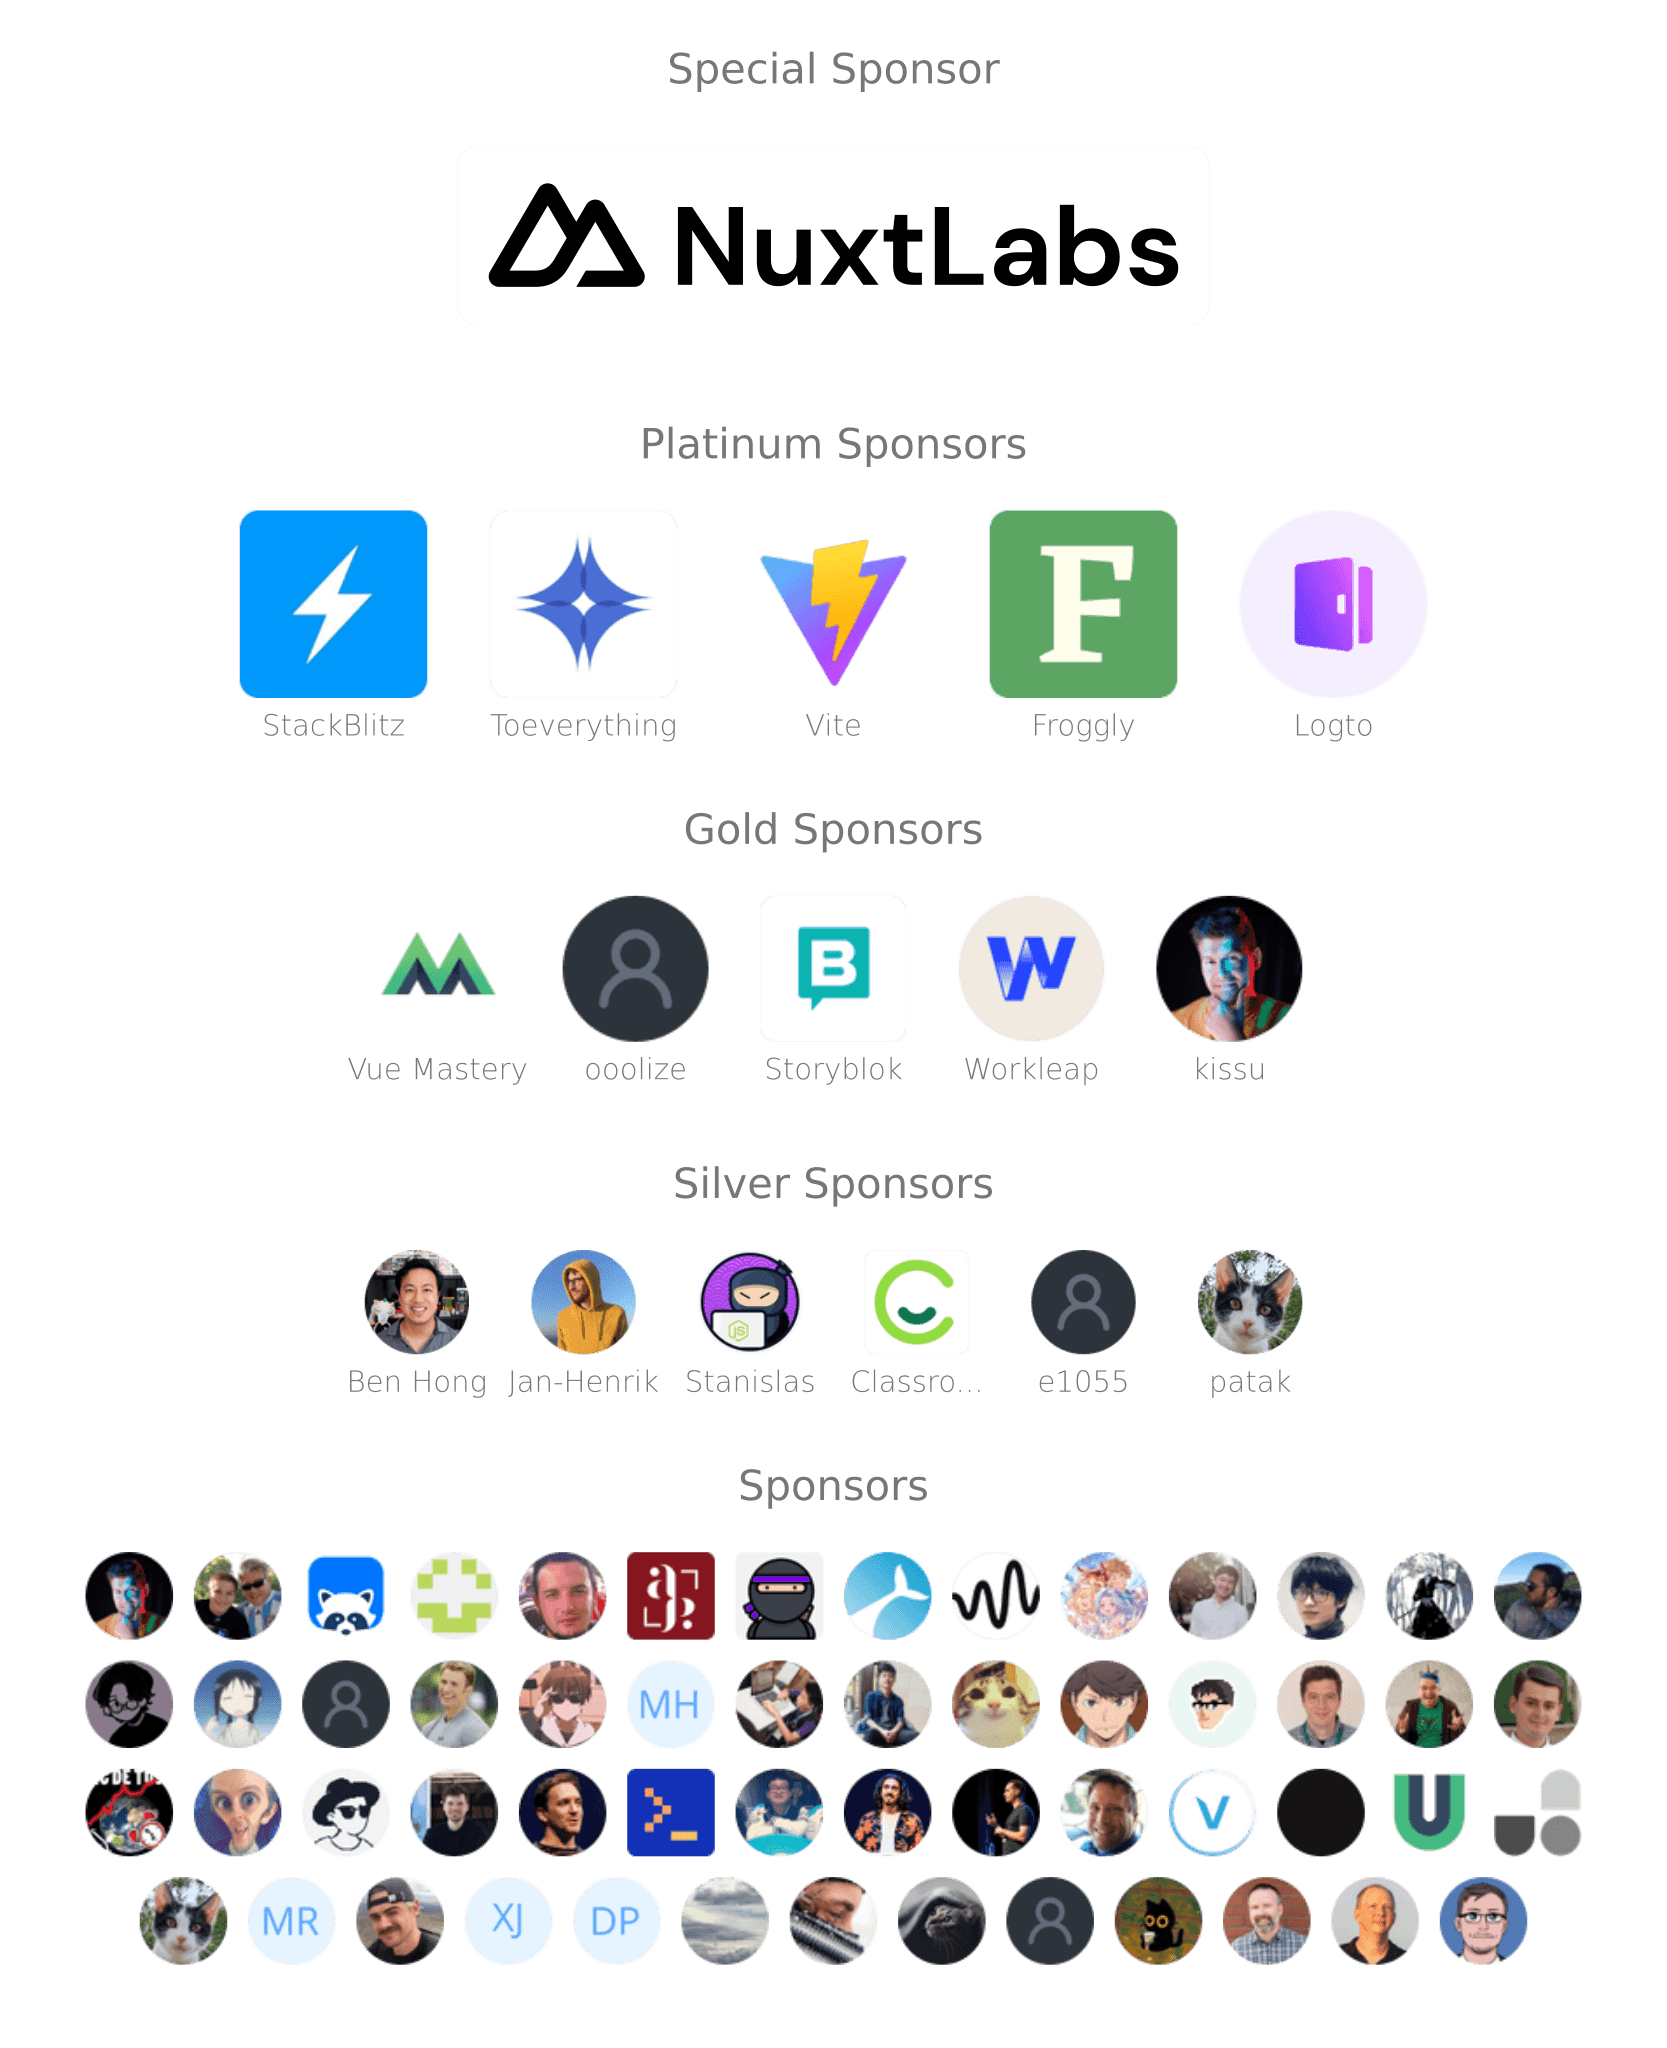 Special Sponsor
NuxtLabs
Platinum Sponsors
F
StackBlitz Toeverything Vite Froggly Logto
Gold Sponsors
B W
Vue Mastery ooolize Storyblok Workleap kissu
Silver Sponsors
JS
Ben Hong Jan-Henrik Stanislas Classro... e1055 patak
Sponsors
MH
V U
MR XJ DP